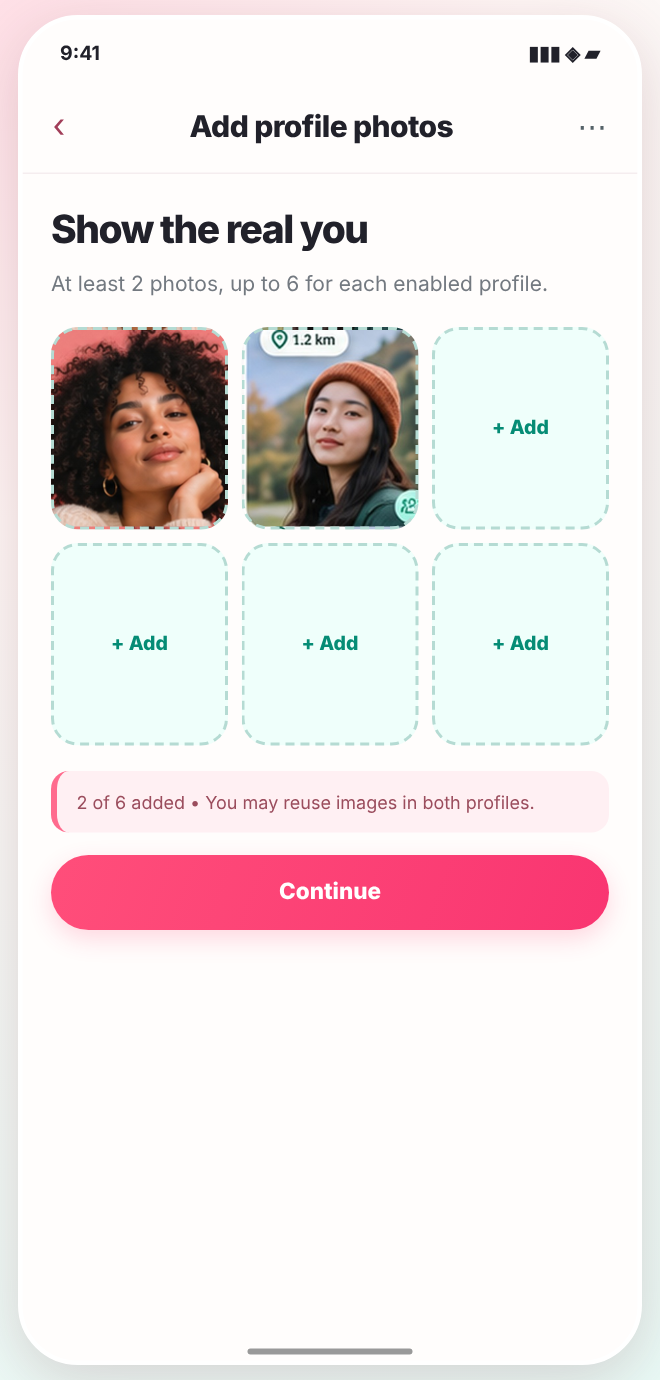 9:41
Add profile photos
Show the real you
At least 2 photos, up to 6 for each enabled profile.
1.2 km
+ Add
+ Add
+ Add
+ Add
2 of 6 added • You may reuse images in both profiles.
Continue